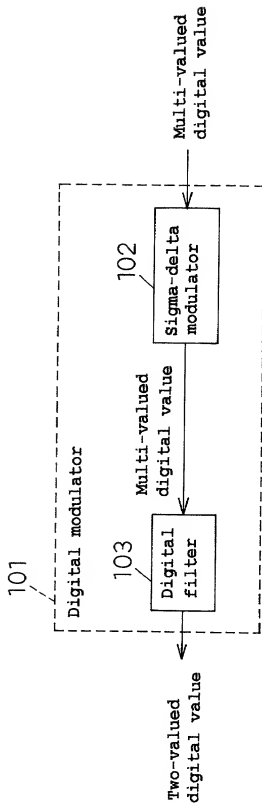 101
Digital modulator
Multi-valued
digital value
102
Sigma-delta
modulator
Multi-valued
digital value
103
Digital
filter
Two-valued
digital value